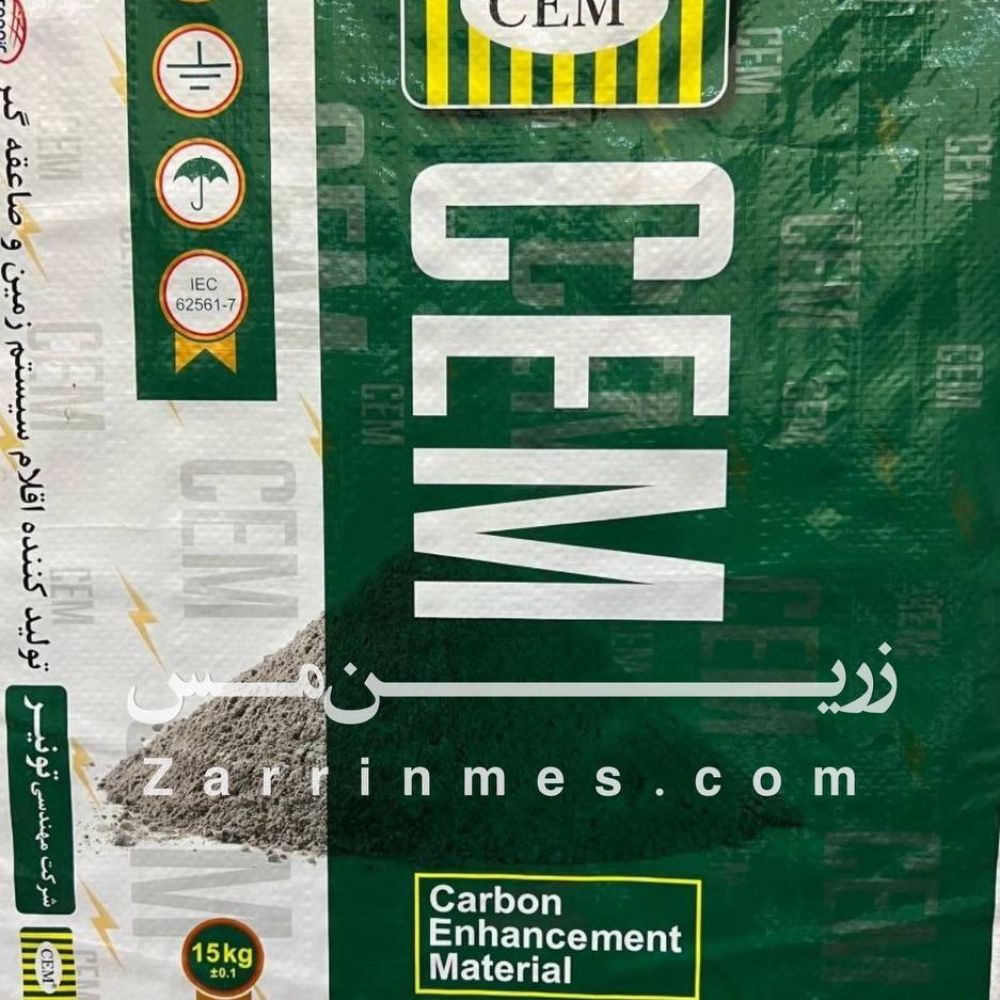 CEM
IEC
62561-7
CEM
تولید کننده اقلام سیستم زمین و صاعقه گیر
شرکت مهندسی تونیر
CEM
زرین مس
Zarrinmes.com
Carbon
Enhancement
Material
15kg
±0.1